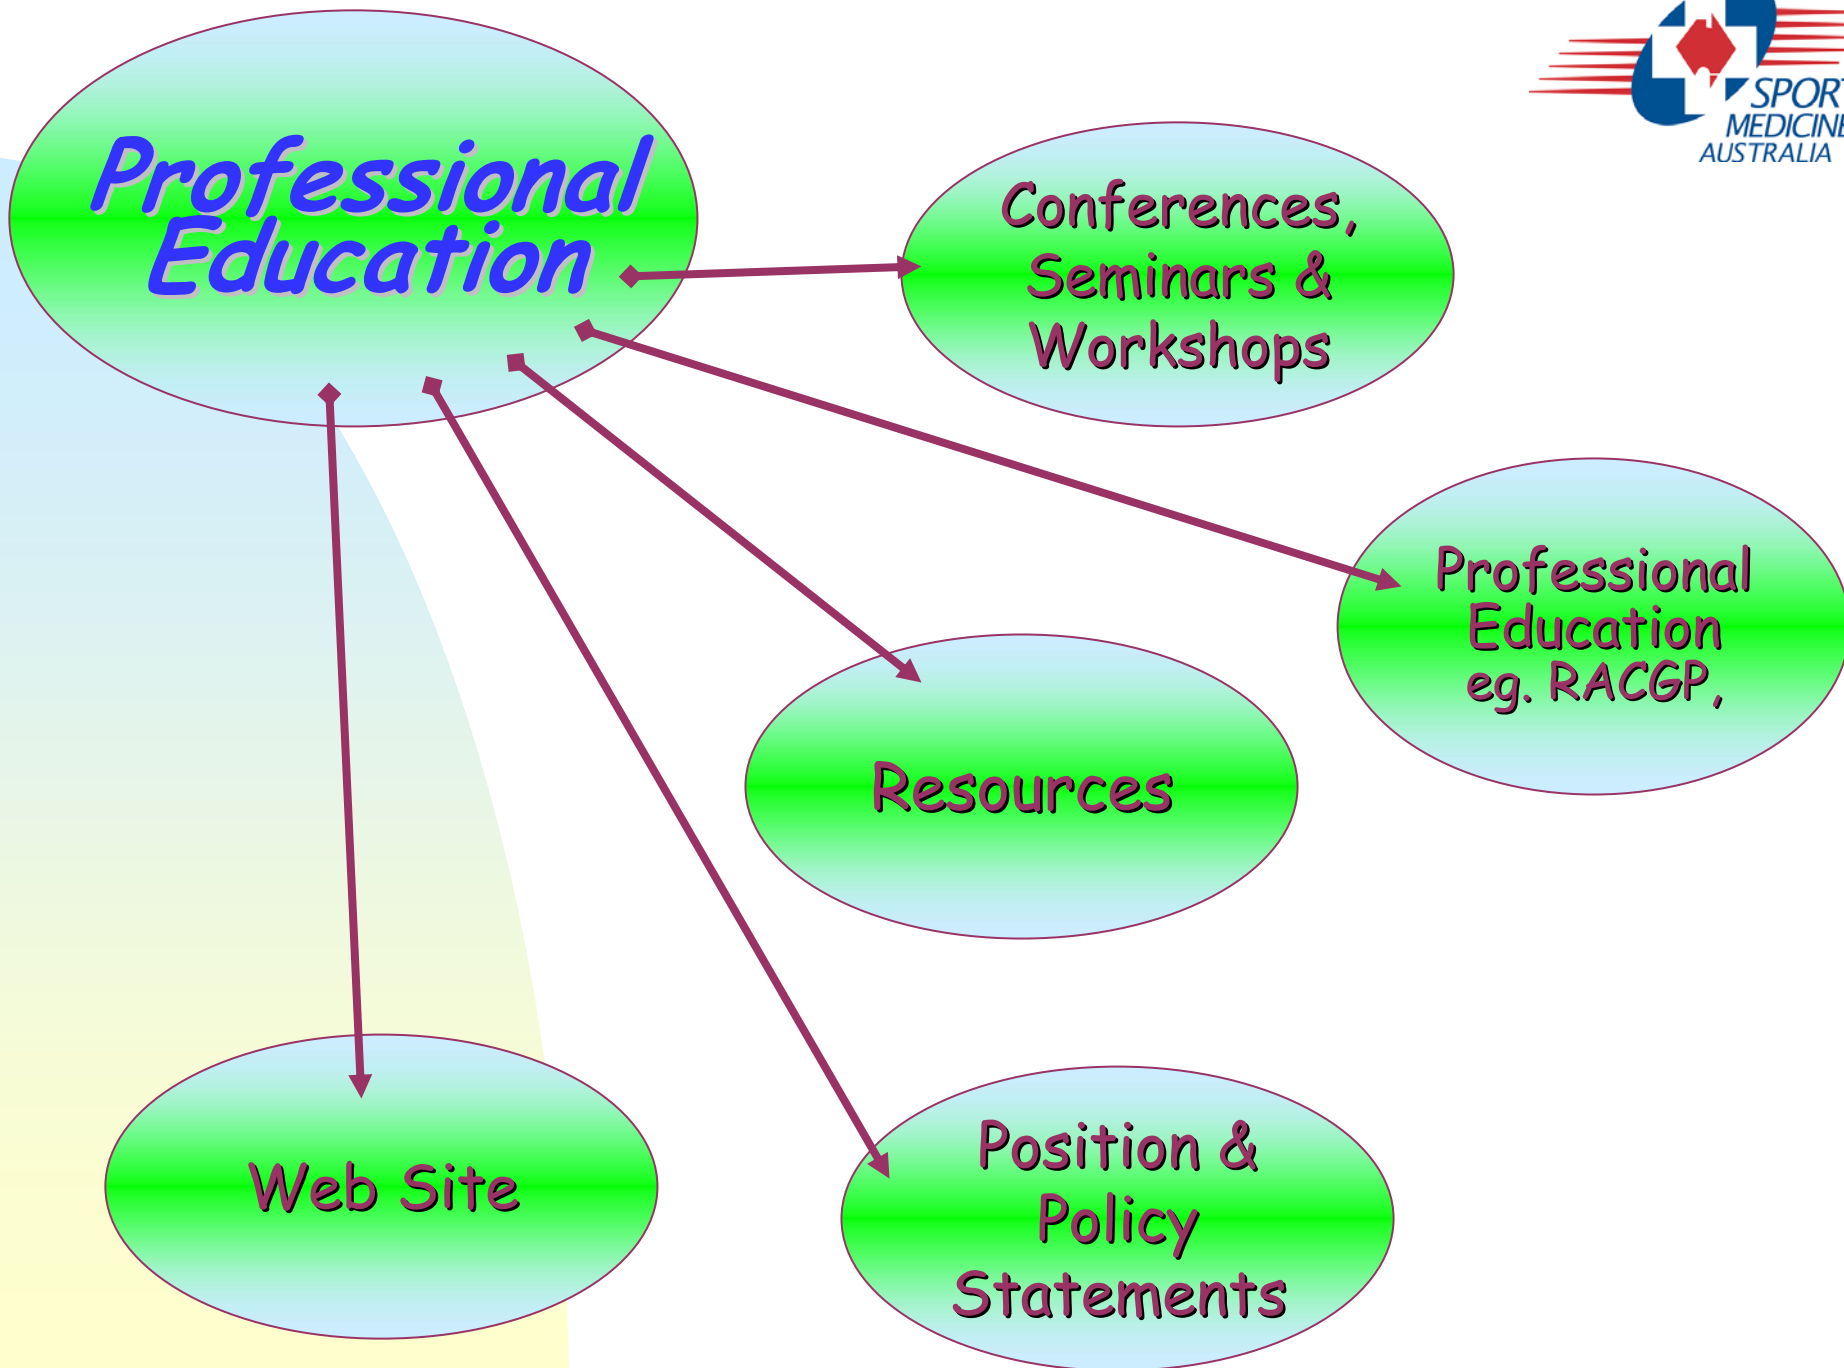 Professional
Education
SPORT
MEDICINE
AUSTRALIA
Conferences,
Seminars &
Workshops
Professional
Education
eg. RACGP,
Resources
Web Site
Position &
Policy
Statements